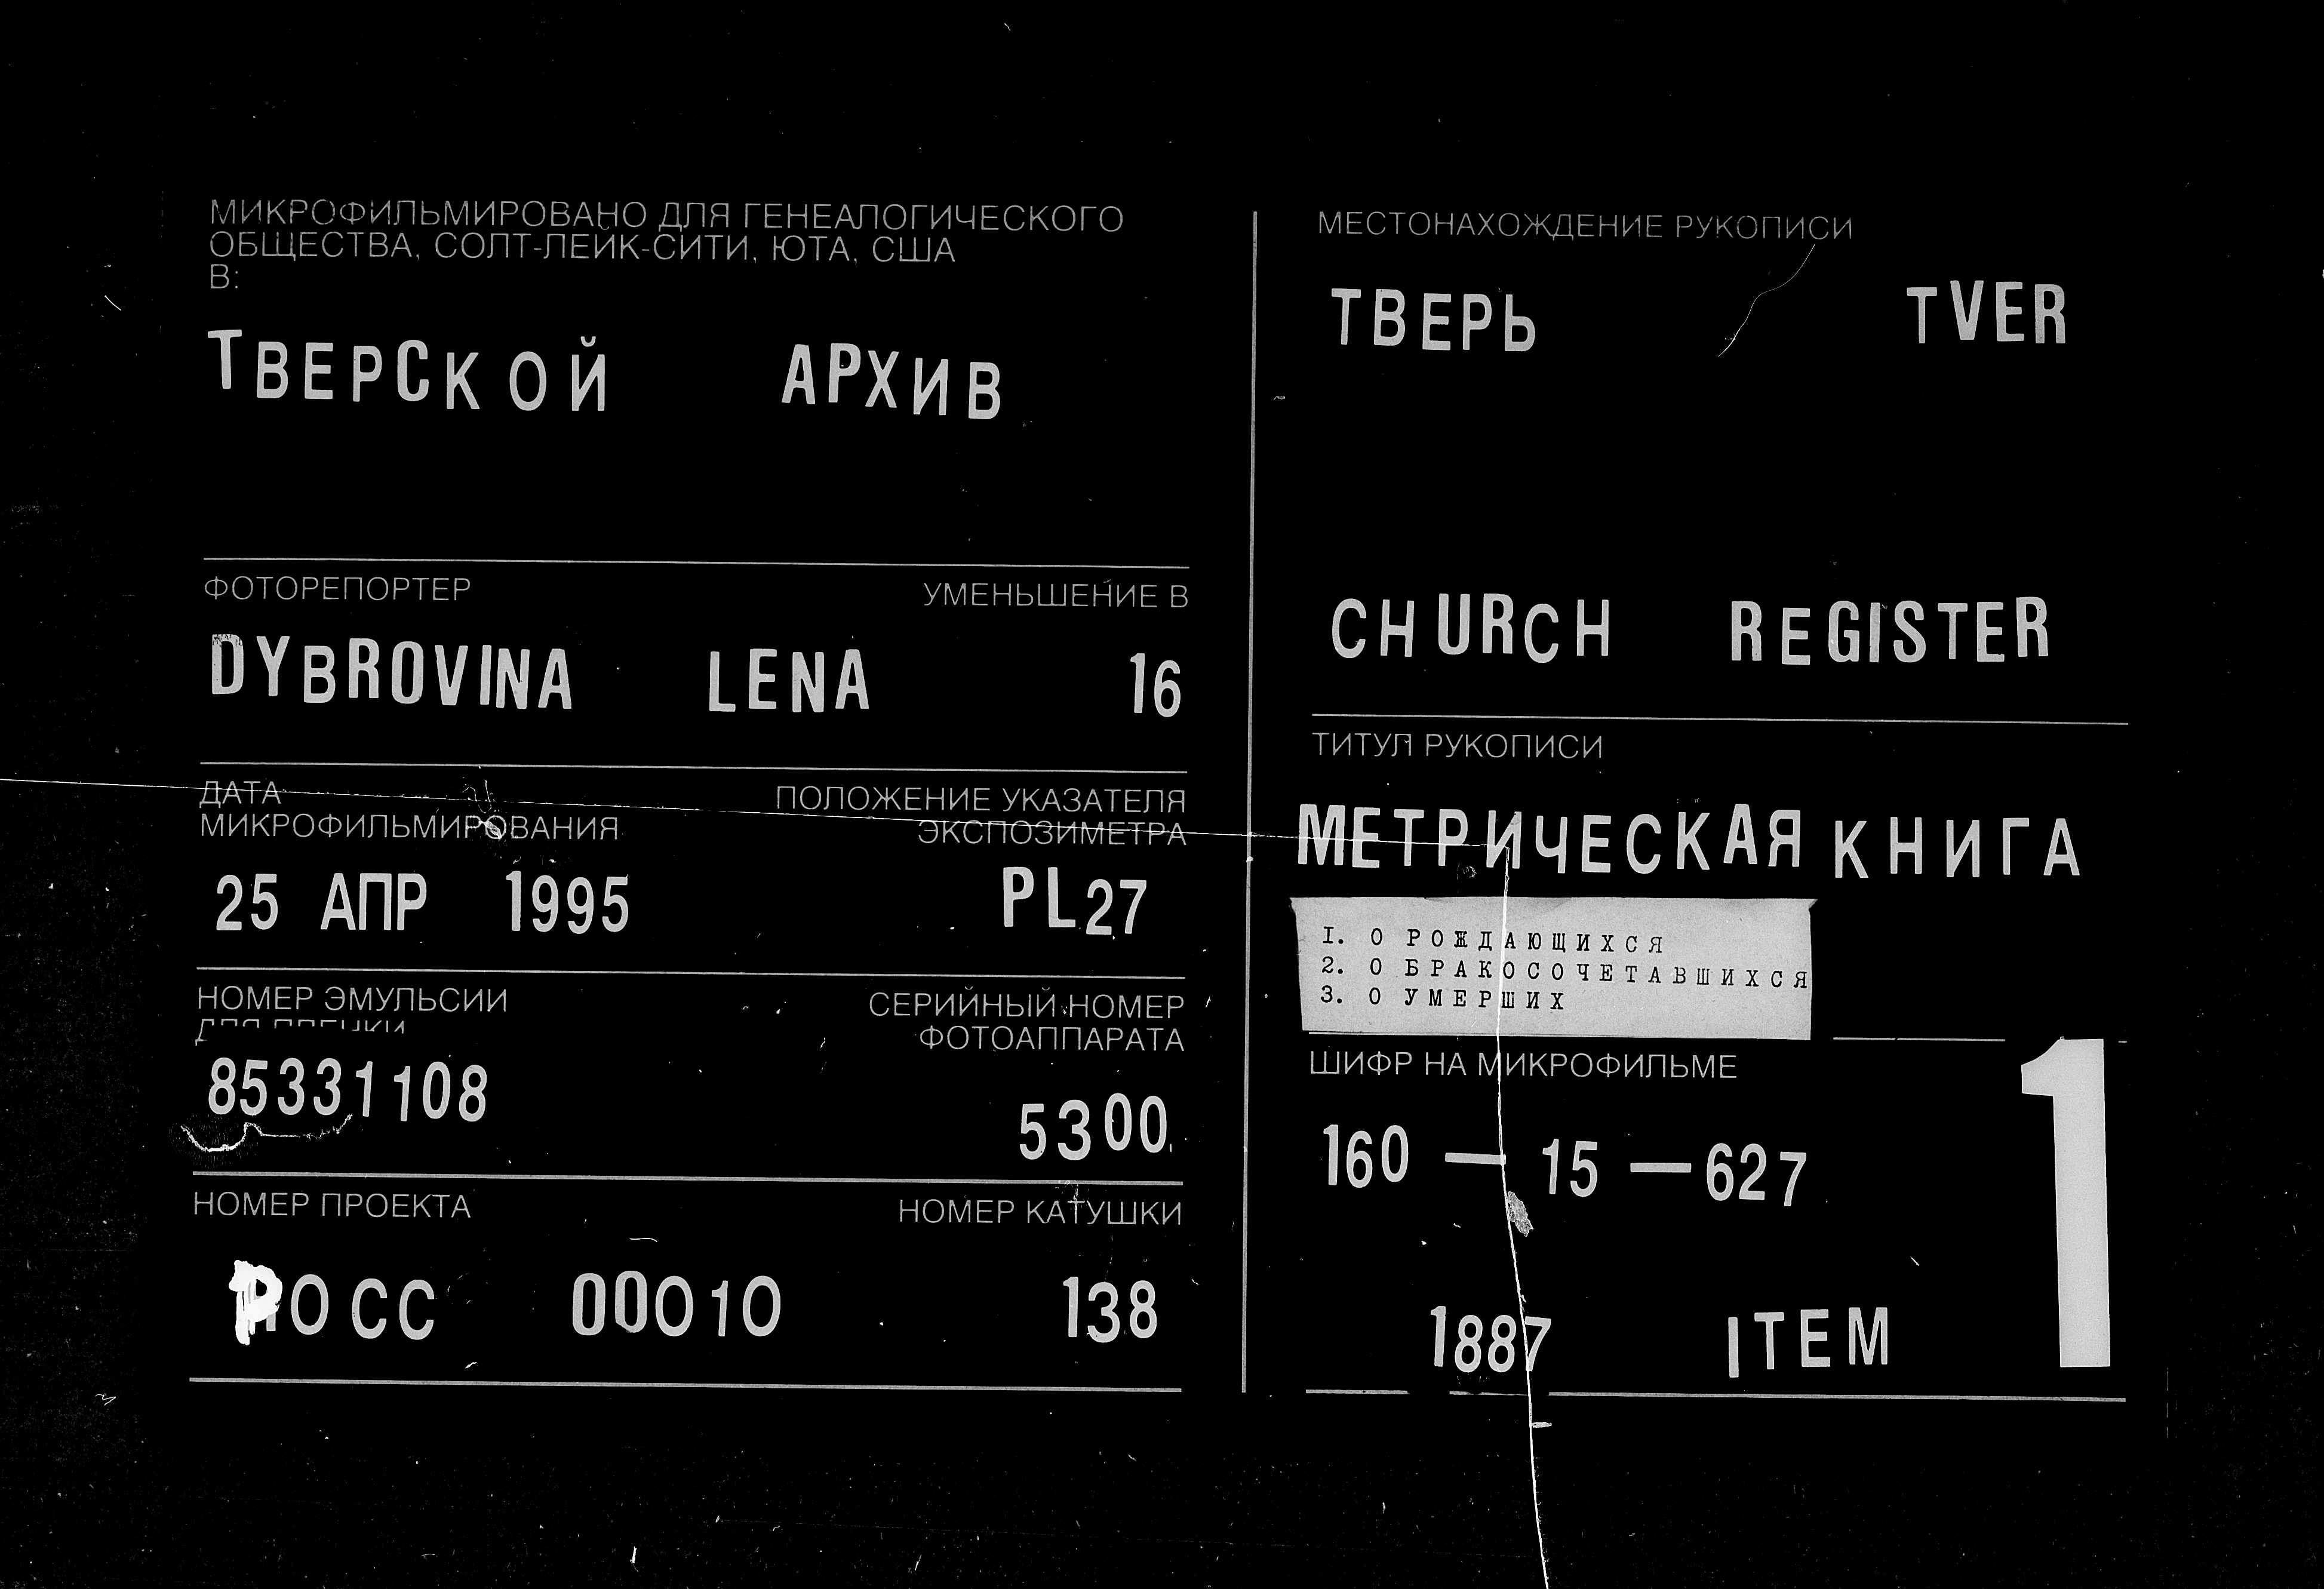 МИКРОФИЛЬМИРОВАНО ДЛЯ ГЕНЕАЛОГИЧЕСКОГО
ОБЩЕСТВА, СОЛТ-ЛЕЙК-СИТИ, ЮТА, США
В:
ТВЕРСКОЙ АРХИВ
ФОТОРЕПОРТЕР УМЕНЬШЕНИЕ В
DYBROVINA LENA 16
ДАТА
МИКРОФИЛЬМИРОВАНИЯ
ПОЛОЖЕНИЕ УКАЗАТЕЛЯ
ЭКСПОЗИМЕТРА
25 АПР 1995 PL27
НОМЕР ЭМУЛЬСИИ
СЕРИЙНЫЙ НОМЕР
ФОТОАППАРАТА
85331108
5300
НОМЕР ПРОЕКТА НОМЕР КАТУШКИ
РОСС 00010 138
МЕСТОНАХОЖДЕНИЕ РУКОПИСИ
ТВЕРЬ TVER
CHURCH REGISTER
ТИТУЛ РУКОПИСИ
МЕТРИЧЕСКАЯ КНИГА
I. О РОЖДАЮЩИХСЯ
2. О БРАКОСОЧЕТАВШИХСЯ
3. О УМЕРШИХ
ШИФР НА МИКРОФИЛЬМЕ
160 — 15 — 627
1887 ITEM 1